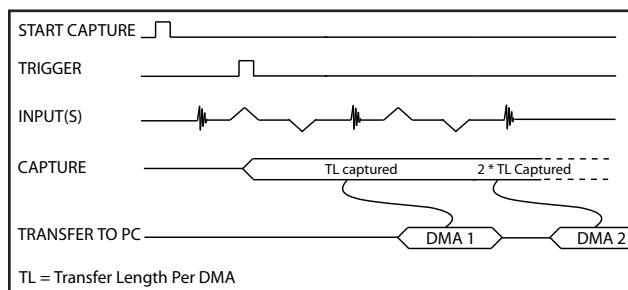 START CAPTURE
TRIGGER
INPUT(S)
CAPTURE
TL captured
2 * TL Captured
TRANSFER TO PC
DMA 1
DMA 2
TL = Transfer Length Per DMA